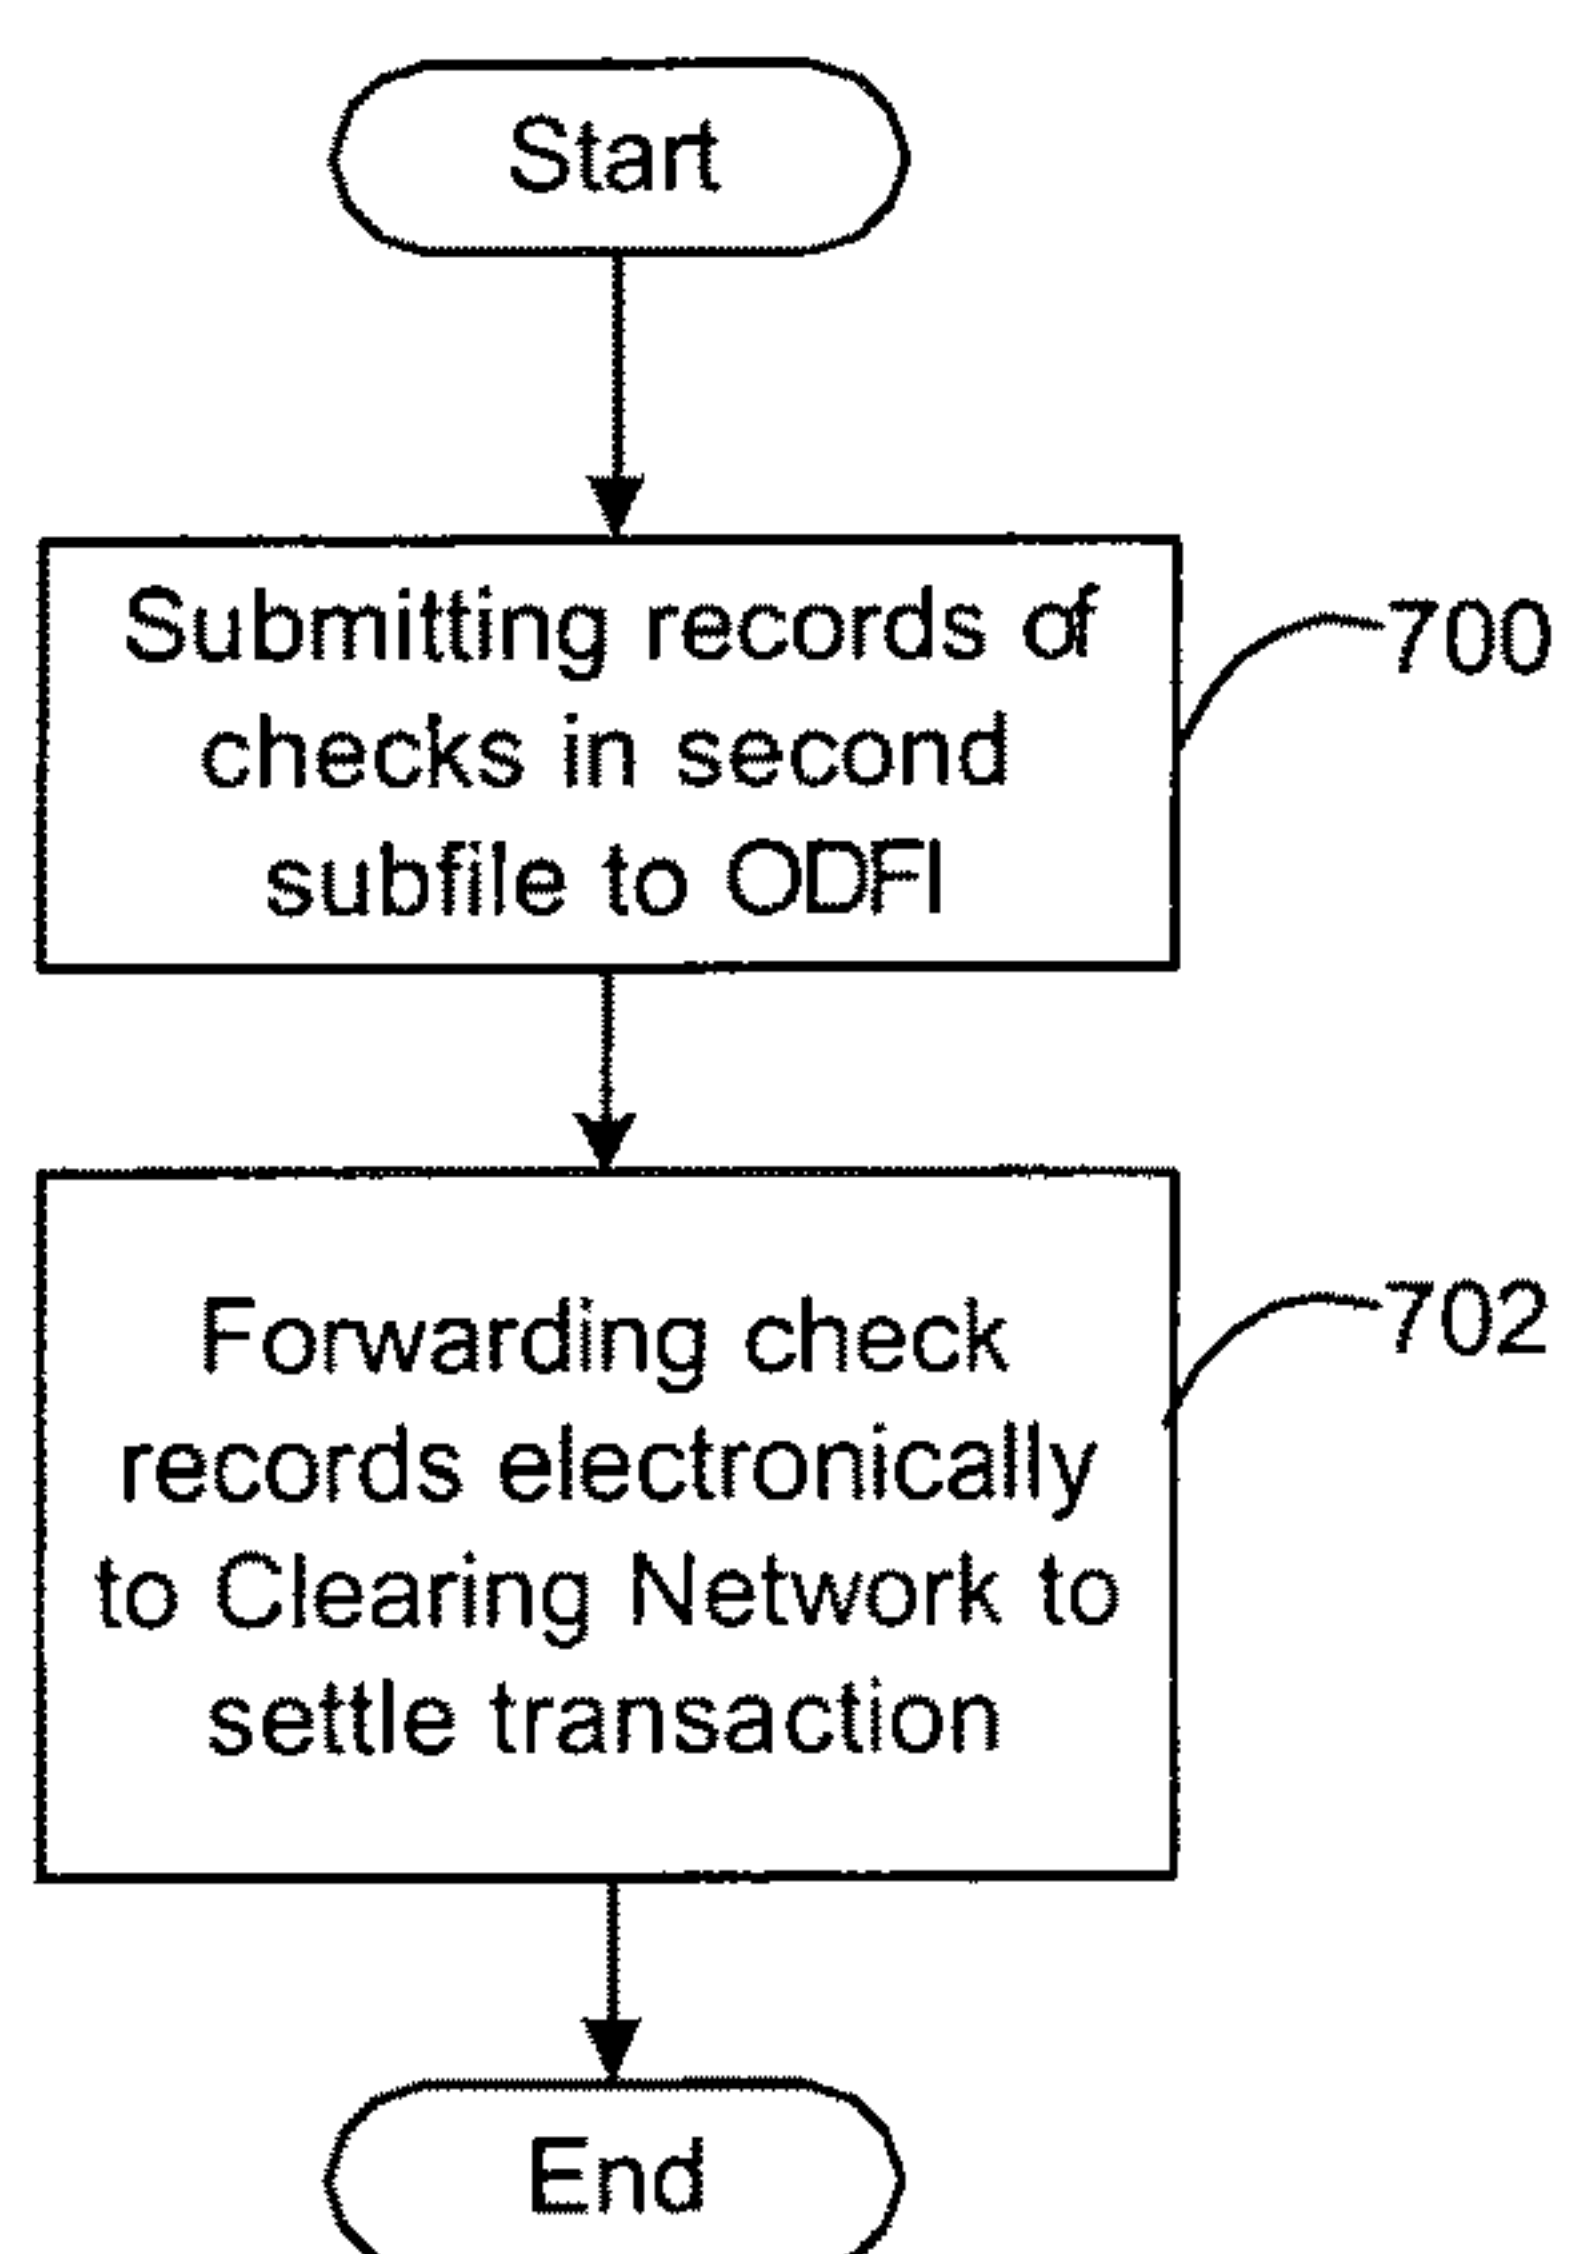 Start
Submitting records of
checks in second
subfile to ODFI
700
Forwarding check
records electronically
to Clearing Network to
settle transaction
702
End